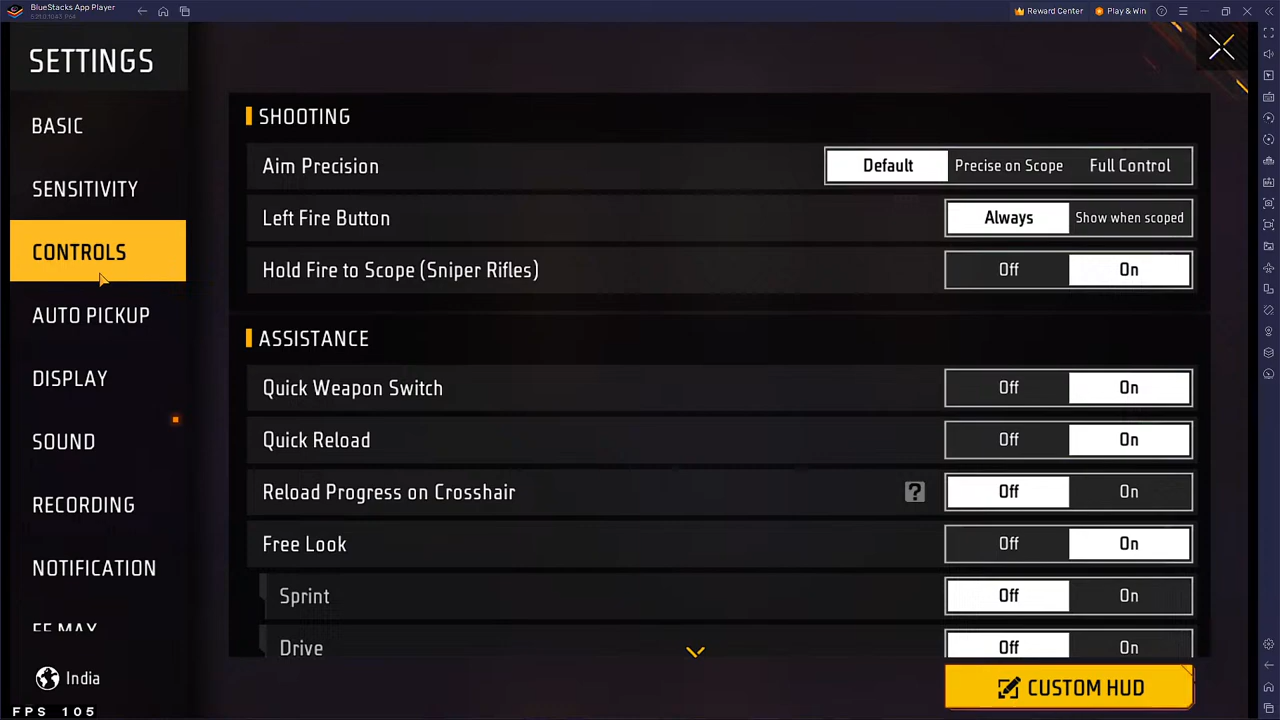 BlueStacks App Player
Reward Center
Play & Win
SETTINGS
BASIC
SENSITIVITY
CONTROLS
AUTO PICKUP
DISPLAY
SOUND
RECORDING
NOTIFICATION
FF MAX
India
FPS 105
SHOOTING
Aim Precision
Default Precise on Scope Full Control
Left Fire Button
Always Show when scoped
Hold Fire to Scope (Sniper Rifles)
Off On
ASSISTANCE
Quick Weapon Switch
Off On
Quick Reload
Off On
Reload Progress on Crosshair
? Off On
Free Look
Off On
Sprint
Off On
Drive
Off On
CUSTOM HUD